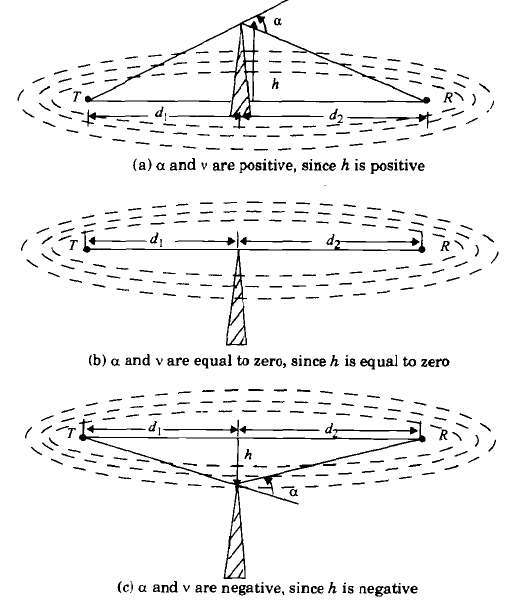 α
h
T
R
d1
d2
(a) α and ν are positive, since h is positive
T
d1
d2
R
(b) α and ν are equal to zero, since h is equal to zero
T
d1
d2
R
h
α
(c) α and ν are negative, since h is negative